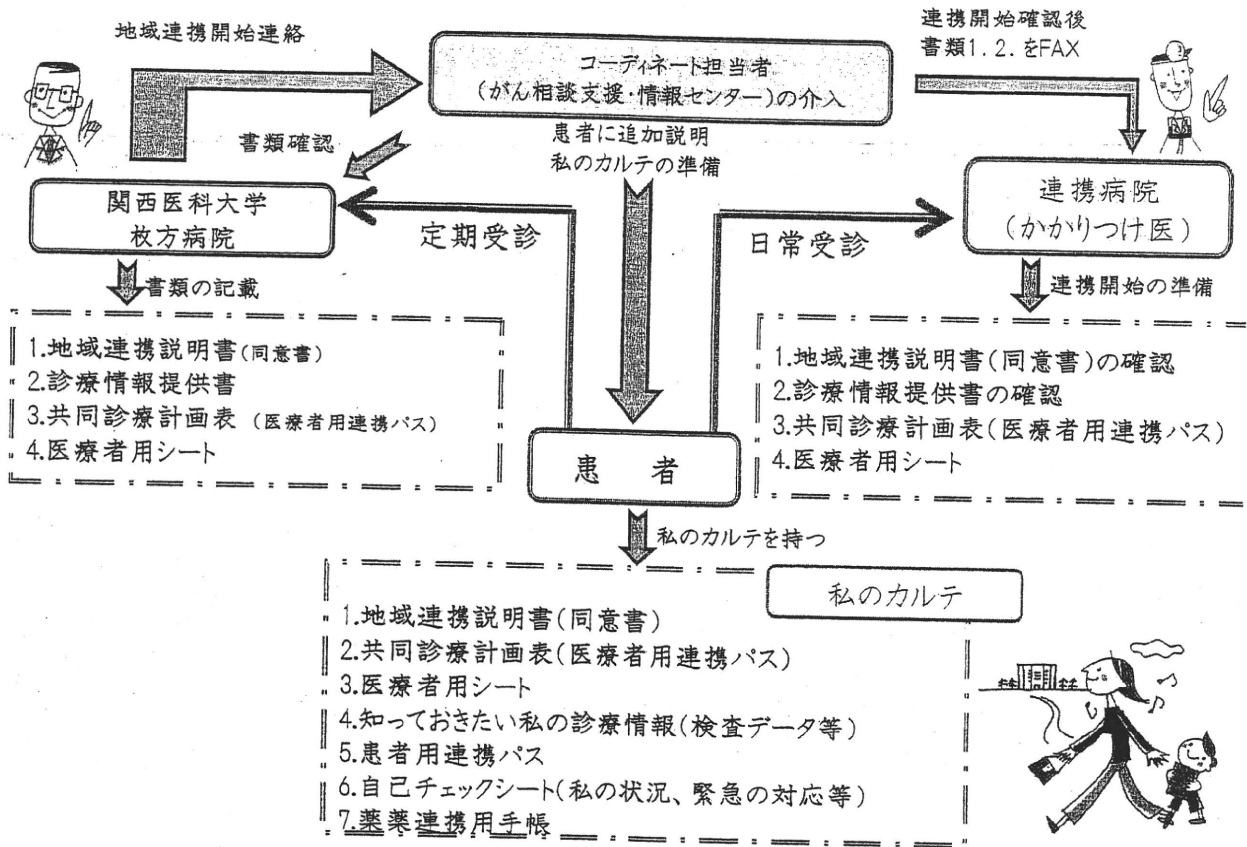 地域連携開始連絡
コーディネート担当者
(がん相談支援・情報センター)の介入
連携開始確認後
書類1.2.をFAX
書類確認
患者に追加説明
私のカルテの準備
関西医科大学
枚方病院
定期受診
日常受診
連携病院
(かかりつけ医)
書類の記載
連携開始の準備
1.地域連携説明書(同意書)
2.診療情報提供書
3.共同診療計画表 (医療者用連携パス)
4.医療者用シート
1.地域連携説明書(同意書)の確認
2.診療情報提供書の確認
3.共同診療計画表(医療者用連携パス)
4.医療者用シート
患 者
私のカルテを持つ
私のカルテ
1.地域連携説明書(同意書)
2.共同診療計画表(医療者用連携パス)
3.医療者用シート
4.知っておきたい私の診療情報(検査データ等)
5.患者用連携パス
6.自己チェックシート(私の状況、緊急の対応等)
7.薬薬連携用手帳